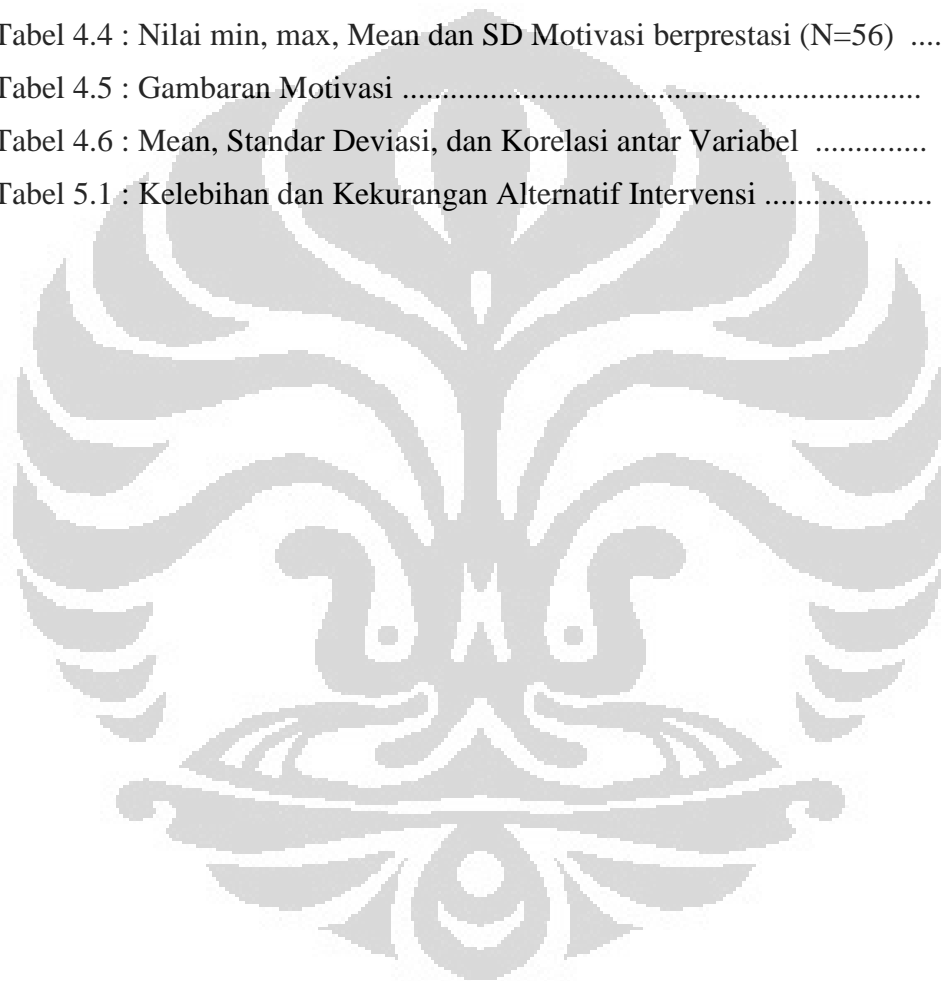 Tabel 4.4 : Nilai min, max, Mean dan SD Motivasi berprestasi (N=56) ....
Tabel 4.5 : Gambaran Motivasi ................................................................
Tabel 4.6 : Mean, Standar Deviasi, dan Korelasi antar Variabel ..............
Tabel 5.1 : Kelebihan dan Kekurangan Alternatif Intervensi .....................